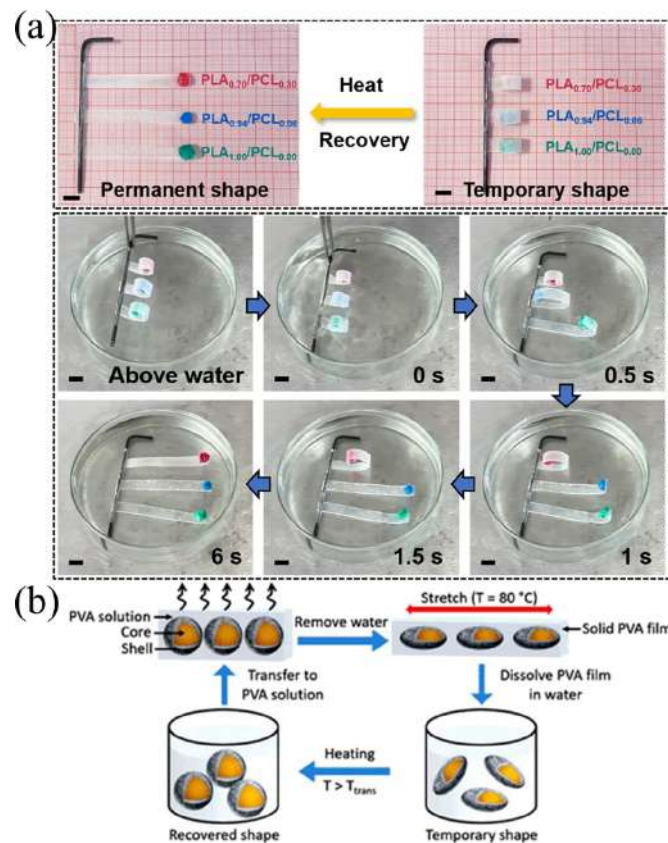 (a)
PLA0.70/PCL0.30
PLA0.94/PCL0.06
PLA1.00/PCL0.00
Permanent shape
Heat
Recovery
PLA0.70/PCL0.30
PLA0.94/PCL0.06
PLA1.00/PCL0.00
Temporary shape
Above water
0 s
0.5 s
6 s
1.5 s
1 s
(b)
PVA solution
Core
Shell
Remove water
Stretch (T = 80 °C)
Solid PVA film
Transfer to
PVA solution
Dissolve PVA film
in water
Heating
T > Ttrans
Recovered shape
Temporary shape